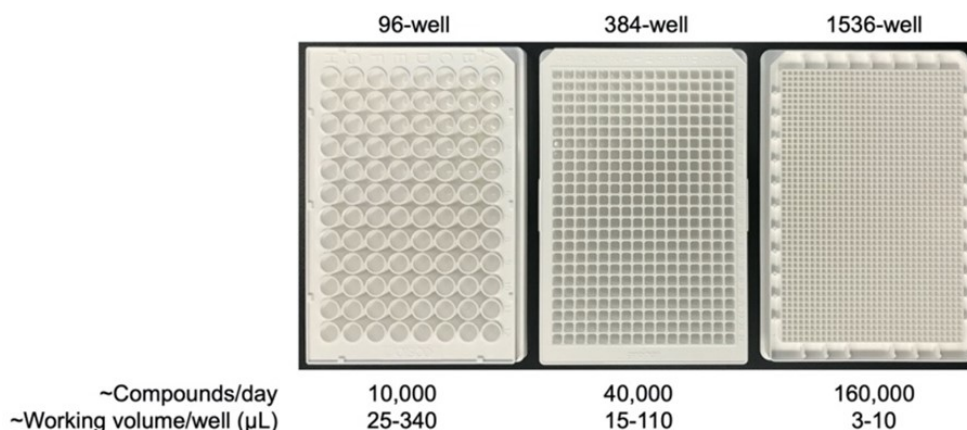 96-well 384-well 1536-well
~Compounds/day 10,000 40,000 160,000
~Working volume/well (µL) 25-340 15-110 3-10